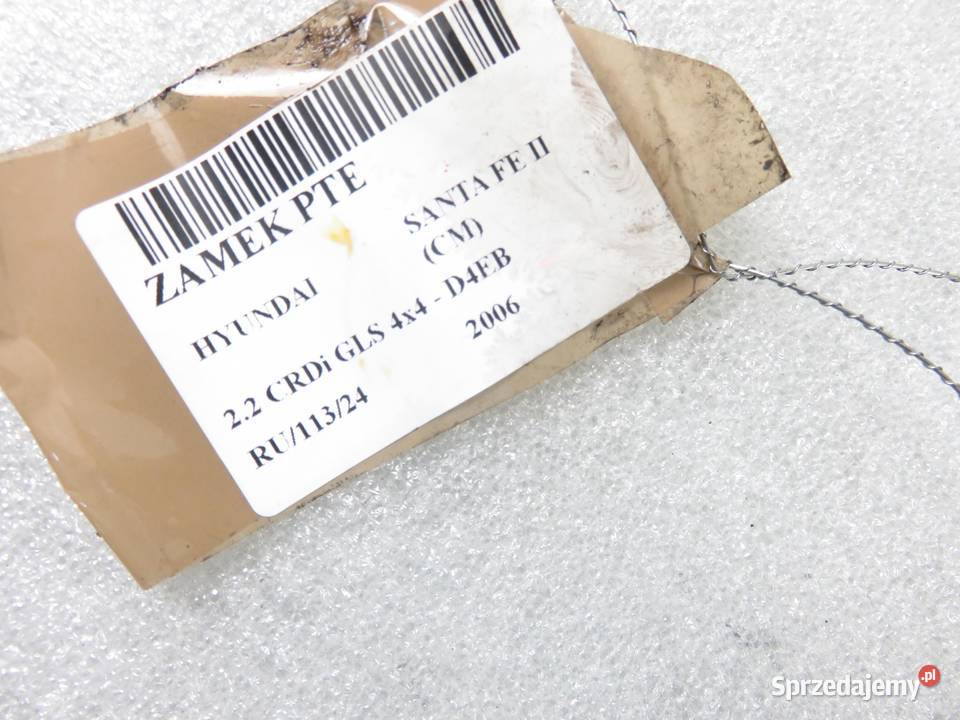 ZAMEK PTE
HYUNDAI SANTA FE II
(CM)
2.2 CRDi GLS 4x4 - D4EB
RU/113/24 2006
Sprzedajemy.pl